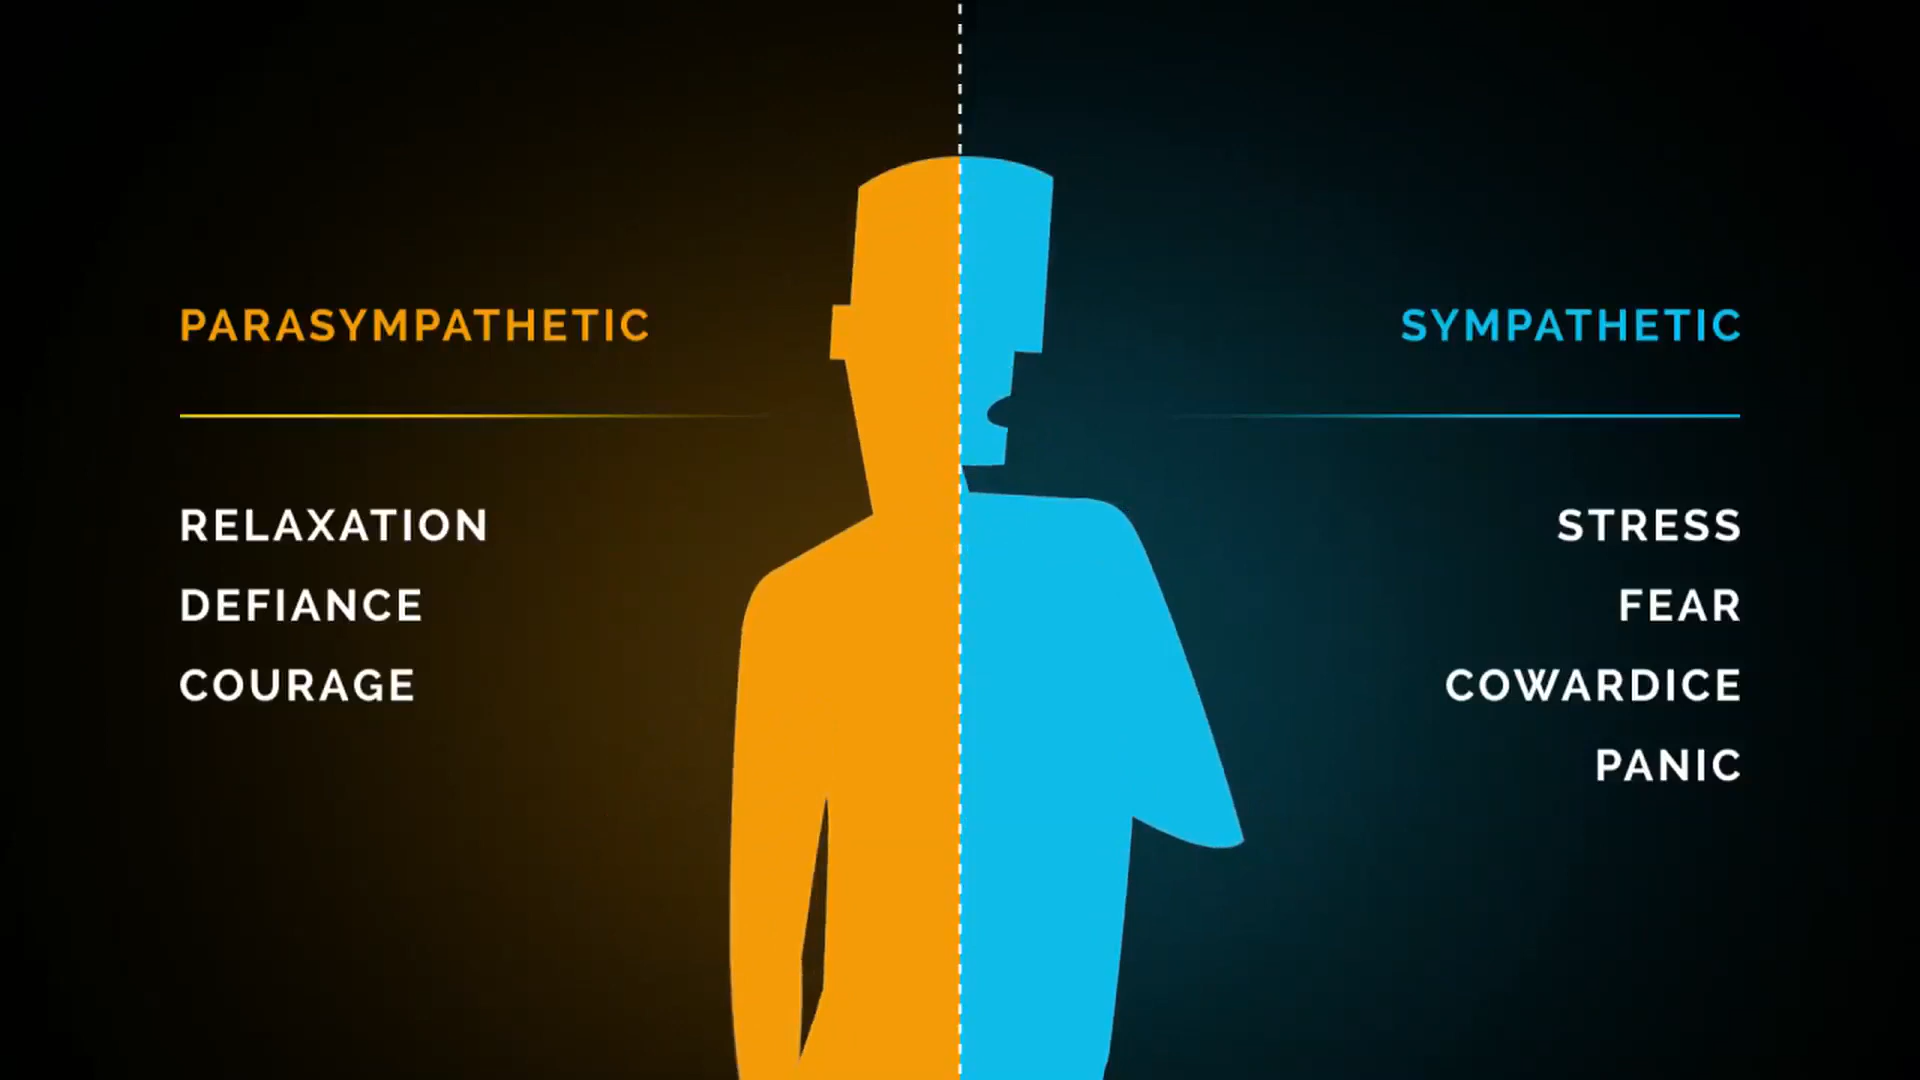 PARASYMPATHETIC
RELAXATION
DEFIANCE
COURAGE
SYMPATHETIC
STRESS
FEAR
COWARDICE
PANIC